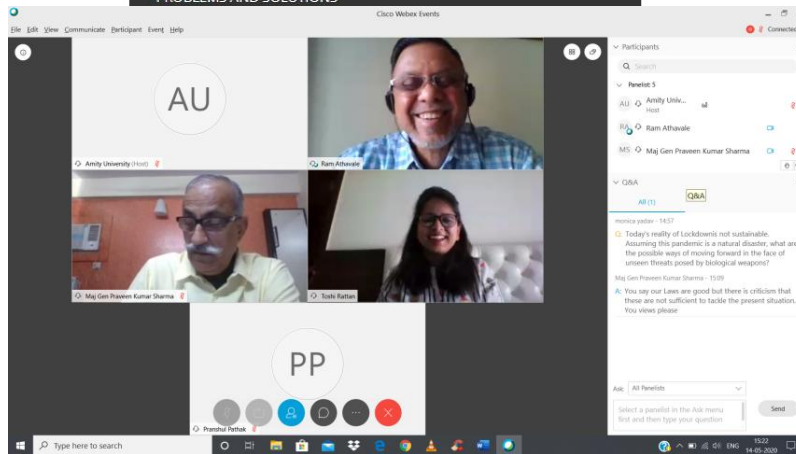 PROBLEMS AND SOLUTIONS
Cisco Webex Events
File Edit View Communicate Participant Event Help
Connected
Participants
Search
AU
Panelist 5
AU Amity Univ...
Host
RA Ram Athavale
MS Maj Gen Praveen Kumar Sharma
Amity University (Host)
Ram Athavale
Q&A
All (1)
Q&A
monica yadav - 14:57
Q: Today's reality of Lockdownic not sustainable.
Assuming this pandemic is a natural disaster, what are
the possible ways of moving forward in the face of
unseen threats posed by biological weapons?
Maj Gen Praveen Kumar Sharma - 15:09
A: You say our Laws are good but there is criticism that
these are not sufficient to tackle the present situation.
You views please
Maj Gen Praveen Kumar Sharma
Toshi Rattan
PP
Pranshul Pathak
Ask: All Panelists
Select a panelist in the Ask menu
first and then type your question
Send
Type here to search
ENG
15:22
14-05-2020